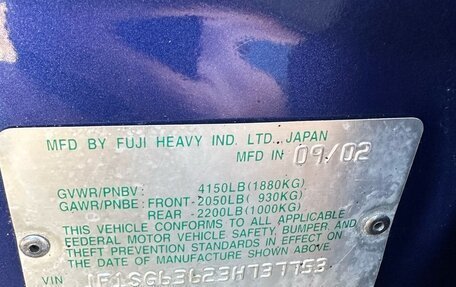 MFD BY FUJI HEAVY IND. LTD. JAPAN
MFD IN 09/02
GVWR/PNBV: 4150LB(1880KG)
GAWR/PNBE: FRONT-2050LB( 930KG)
REAR -2200LB(1000KG)
THIS VEHICLE CONFORMS TO ALL APPLICABLE
FEDERAL MOTOR VEHICLE SAFETY, BUMPER, AND
THEFT PREVENTION STANDARDS IN EFFECT ON
THE DATE OF MANUFACTURE SHOWN ABOVE.
VIN JF1SG63623H737753